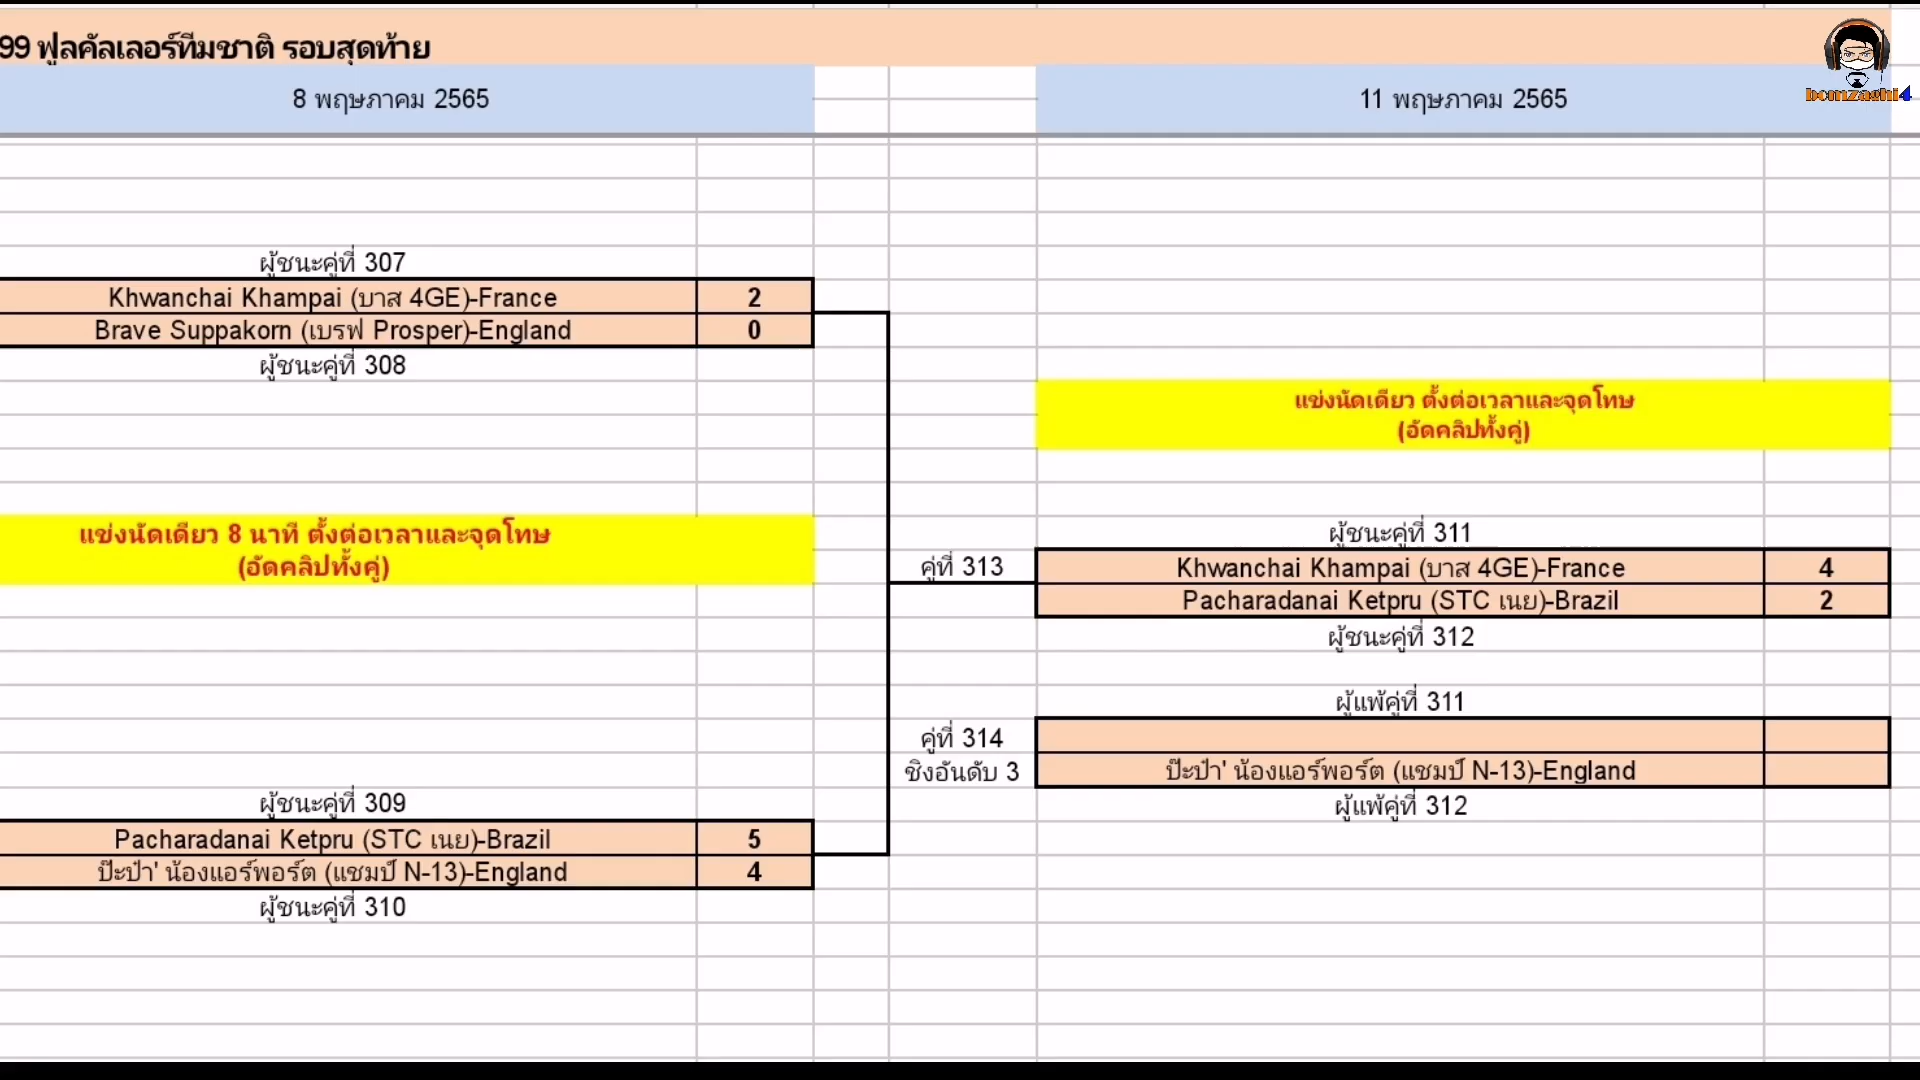 99 ฟูลคัลเลอร์ทีมชาติ รอบสุดท้าย
8 พฤษภาคม 2565
11 พฤษภาคม 2565
bomzashi4
ผู้ชนะคู่ที่ 307
Khwanchai Khampai (บาส 4GE)-France 2
Brave Suppakorn (เบรฟ Prosper)-England 0
ผู้ชนะคู่ที่ 308
แข่งนัดเดียว 8 นาที ตั้งต่อเวลาและจุดโทษ
(อัดคลิปทั้งคู่)
ผู้ชนะคู่ที่ 309
Pacharadanai Ketpru (STC เนย)-Brazil 5
ป๊ะป๋า' น้องแอร์พอร์ต (แชมป์ N-13)-England 4
ผู้ชนะคู่ที่ 310
แข่งนัดเดียว ตั้งต่อเวลาและจุดโทษ
(อัดคลิปทั้งคู่)
ผู้ชนะคู่ที่ 311
คู่ที่ 313
Khwanchai Khampai (บาส 4GE)-France 4
Pacharadanai Ketpru (STC เนย)-Brazil 2
ผู้ชนะคู่ที่ 312
ผู้แพ้คู่ที่ 311
คู่ที่ 314
ชิงอันดับ 3
ป๊ะป๋า' น้องแอร์พอร์ต (แชมป์ N-13)-England
ผู้แพ้คู่ที่ 312